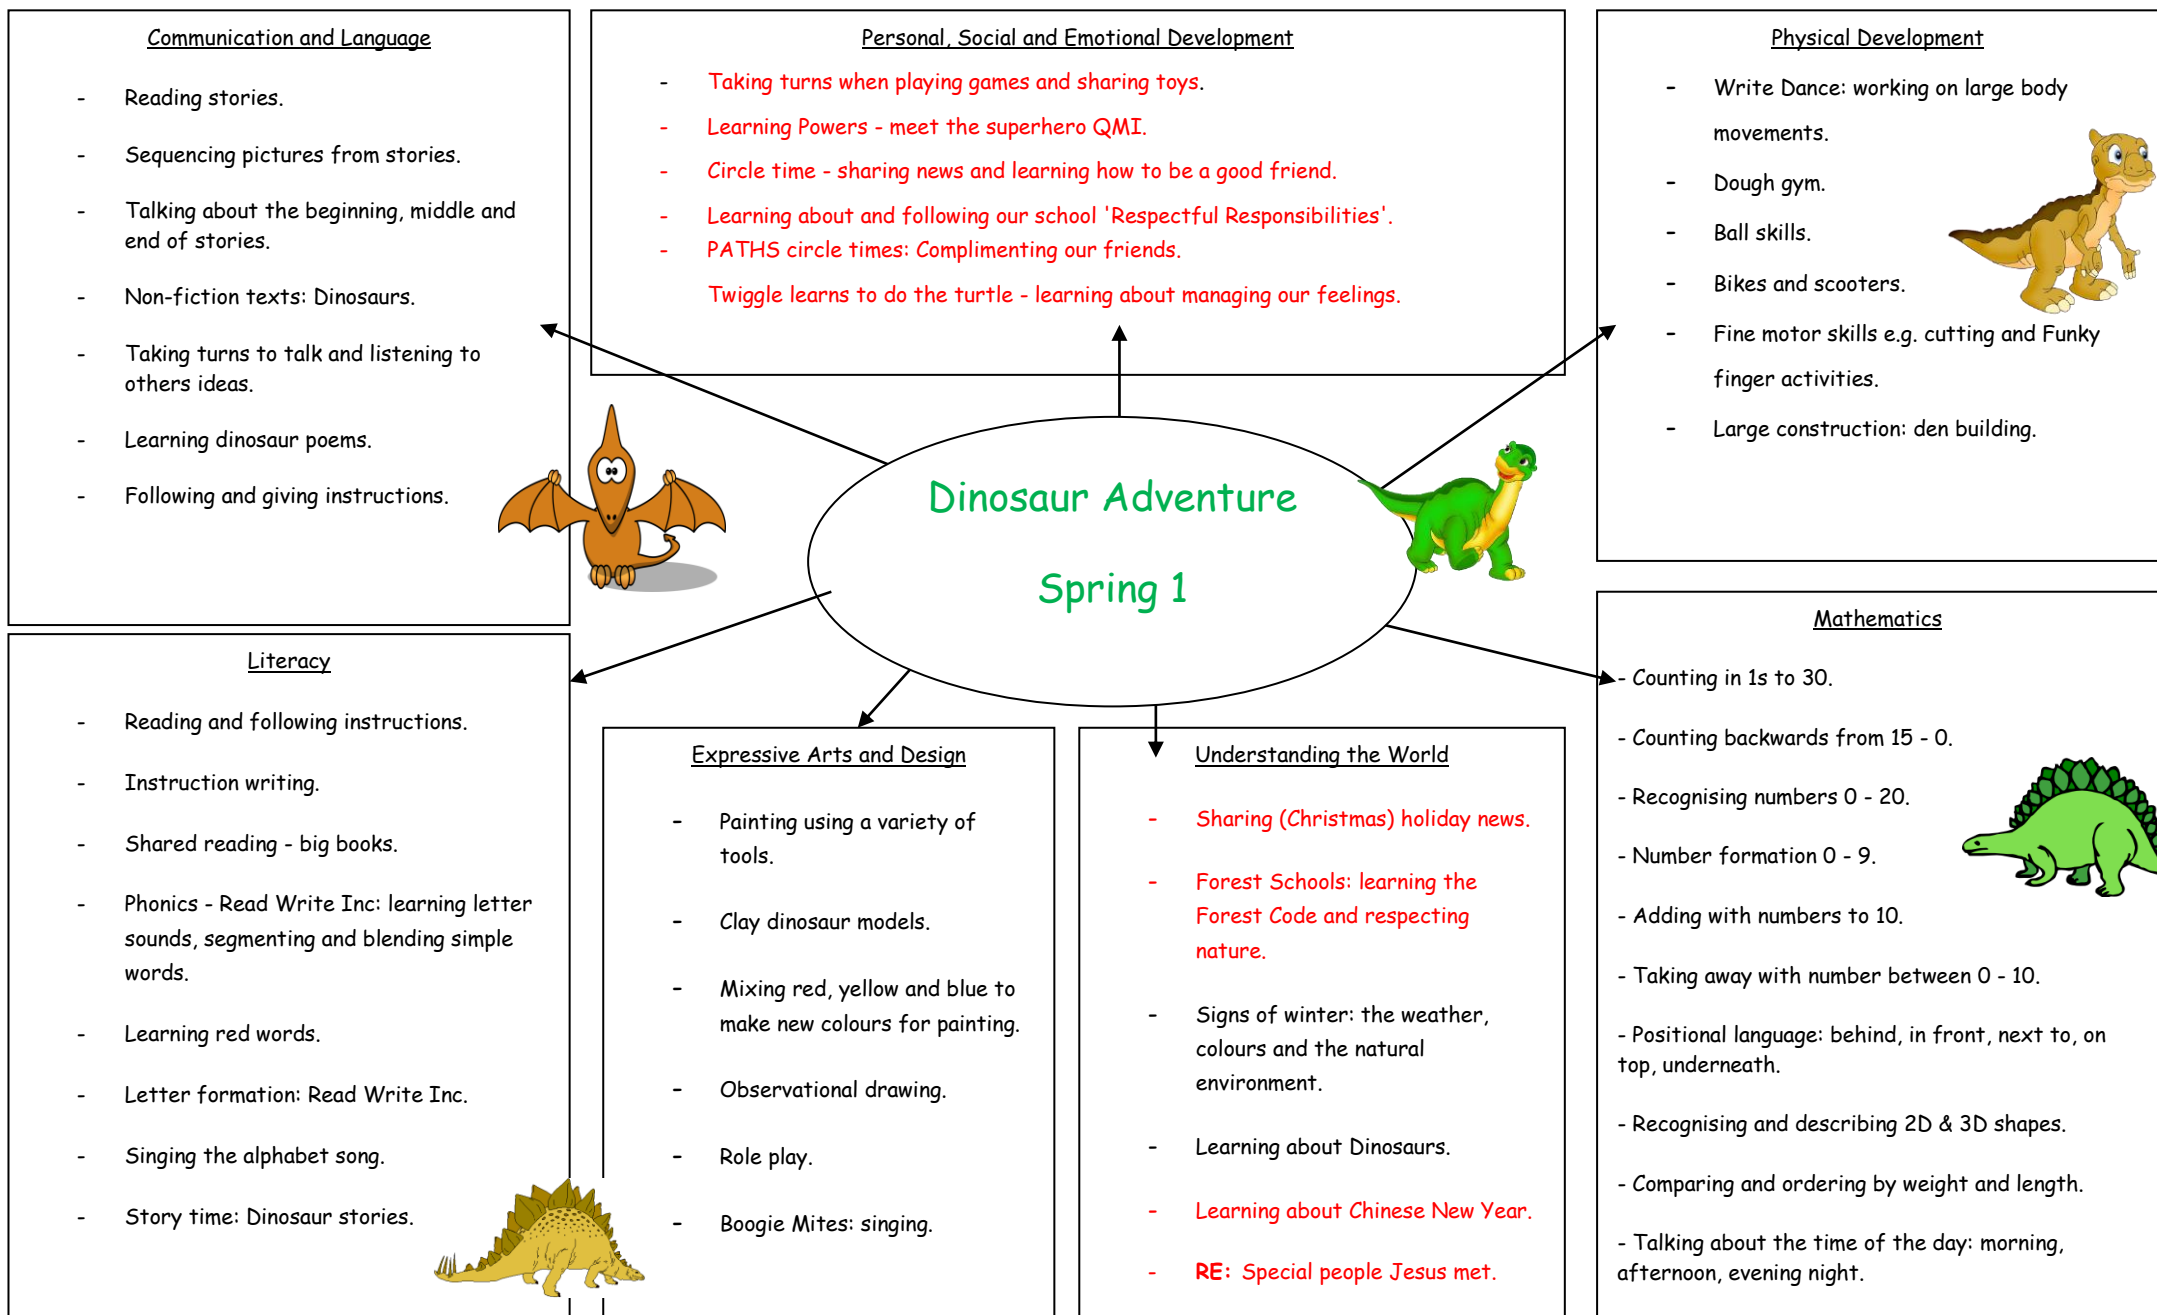 Communication and Language
- Reading stories.
- Sequencing pictures from stories.
- Talking about the beginning, middle and
end of stories.
- Non-fiction texts: Dinosaurs.
- Taking turns to talk and listening to
others ideas.
- Learning dinosaur poems.
- Following and giving instructions.
Personal, Social and Emotional Development
- Taking turns when playing games and sharing toys.
- Learning Powers - meet the superhero QMI.
- Circle time - sharing news and learning how to be a good friend.
- Learning about and following our school 'Respectful Responsibilities'.
- PATHS circle times: Complimenting our friends.
Twiggle learns to do the turtle - learning about managing our feelings.
Physical Development
- Write Dance: working on large body
movements.
- Dough gym.
- Ball skills.
- Bikes and scooters.
- Fine motor skills e.g. cutting and Funky
finger activities.
- Large construction: den building.
Dinosaur Adventure
Spring 1
Literacy
- Reading and following instructions.
- Instruction writing.
- Shared reading - big books.
- Phonics - Read Write Inc: learning letter
sounds, segmenting and blending simple
words.
- Learning red words.
- Letter formation: Read Write Inc.
- Singing the alphabet song.
- Story time: Dinosaur stories.
Expressive Arts and Design
- Painting using a variety of
tools.
- Clay dinosaur models.
- Mixing red, yellow and blue to
make new colours for painting.
- Observational drawing.
- Role play.
- Boogie Mites: singing.
Understanding the World
- Sharing (Christmas) holiday news.
- Forest Schools: learning the
Forest Code and respecting
nature.
- Signs of winter: the weather,
colours and the natural
environment.
- Learning about Dinosaurs.
- Learning about Chinese New Year.
- RE: Special people Jesus met.
Mathematics
- Counting in 1s to 30.
- Counting backwards from 15 - 0.
- Recognising numbers 0 - 20.
- Number formation 0 - 9.
- Adding with numbers to 10.
- Taking away with number between 0 - 10.
- Positional language: behind, in front, next to, on
top, underneath.
- Recognising and describing 2D & 3D shapes.
- Comparing and ordering by weight and length.
- Talking about the time of the day: morning,
afternoon, evening night.